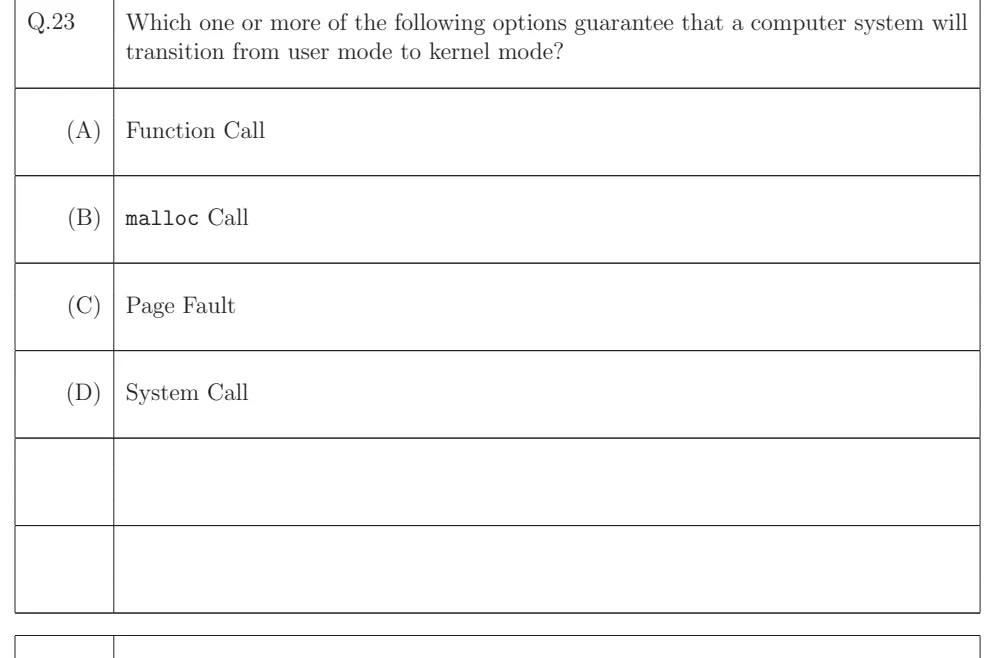 Q.23
Which one or more of the following options guarantee that a computer system will
transition from user mode to kernel mode?
(A) Function Call
(B) malloc Call
(C) Page Fault
(D) System Call